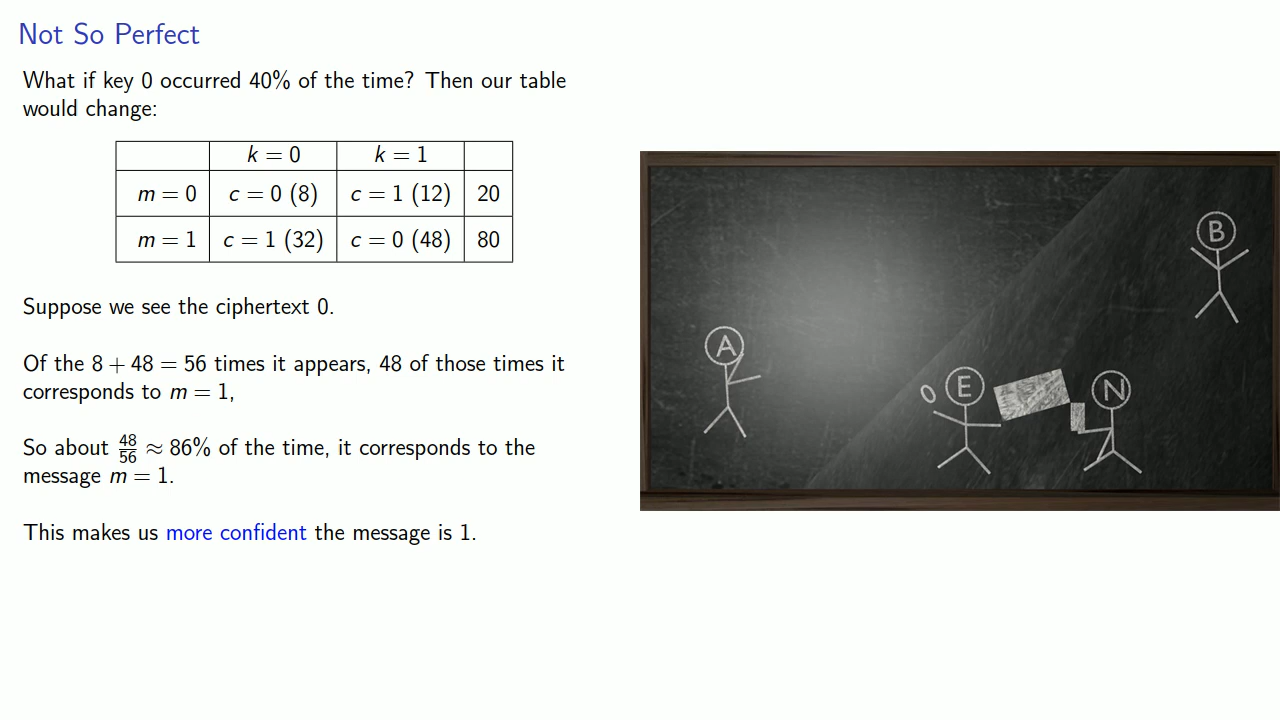 Not So Perfect
What if key 0 occurred 40% of the time? Then our table
would change:
k = 0 k = 1
m = 0 c = 0 (8) c = 1 (12) 20
m = 1 c = 1 (32) c = 0 (48) 80
Suppose we see the ciphertext 0.
Of the 8 + 48 = 56 times it appears, 48 of those times it
corresponds to m = 1,
So about 48/56 ≈ 86% of the time, it corresponds to the
message m = 1.
This makes us more confident the message is 1.
B
A
0 E N